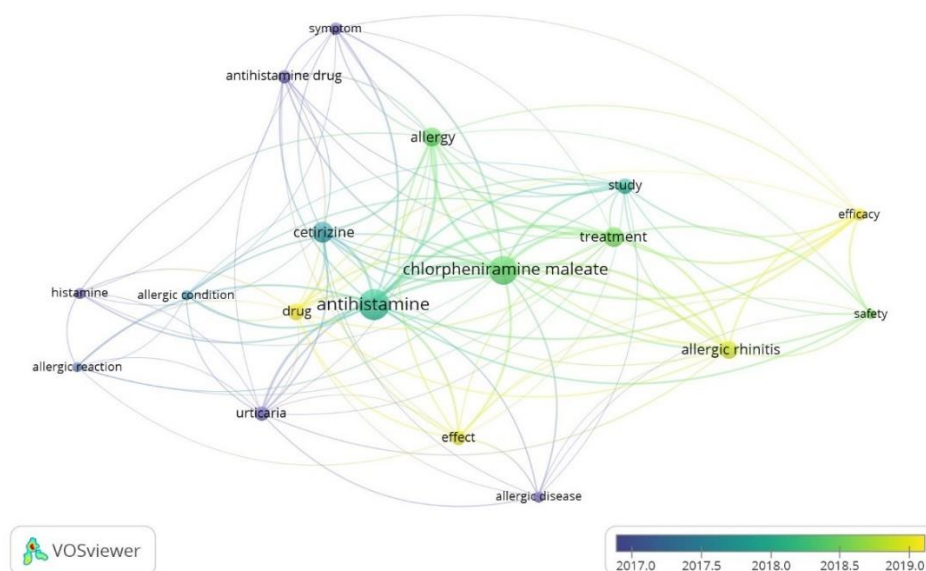 symptom
antihistamine drug
allergy
study
efficacy
cetirizine
treatment
chlorpheniramine maleate
histamine
allergic condition
drug
antihistamine
safety
allergic rhinitis
allergic reaction
urticaria
effect
allergic disease
VOSviewer
2017.0 2017.5 2018.0 2018.5 2019.0